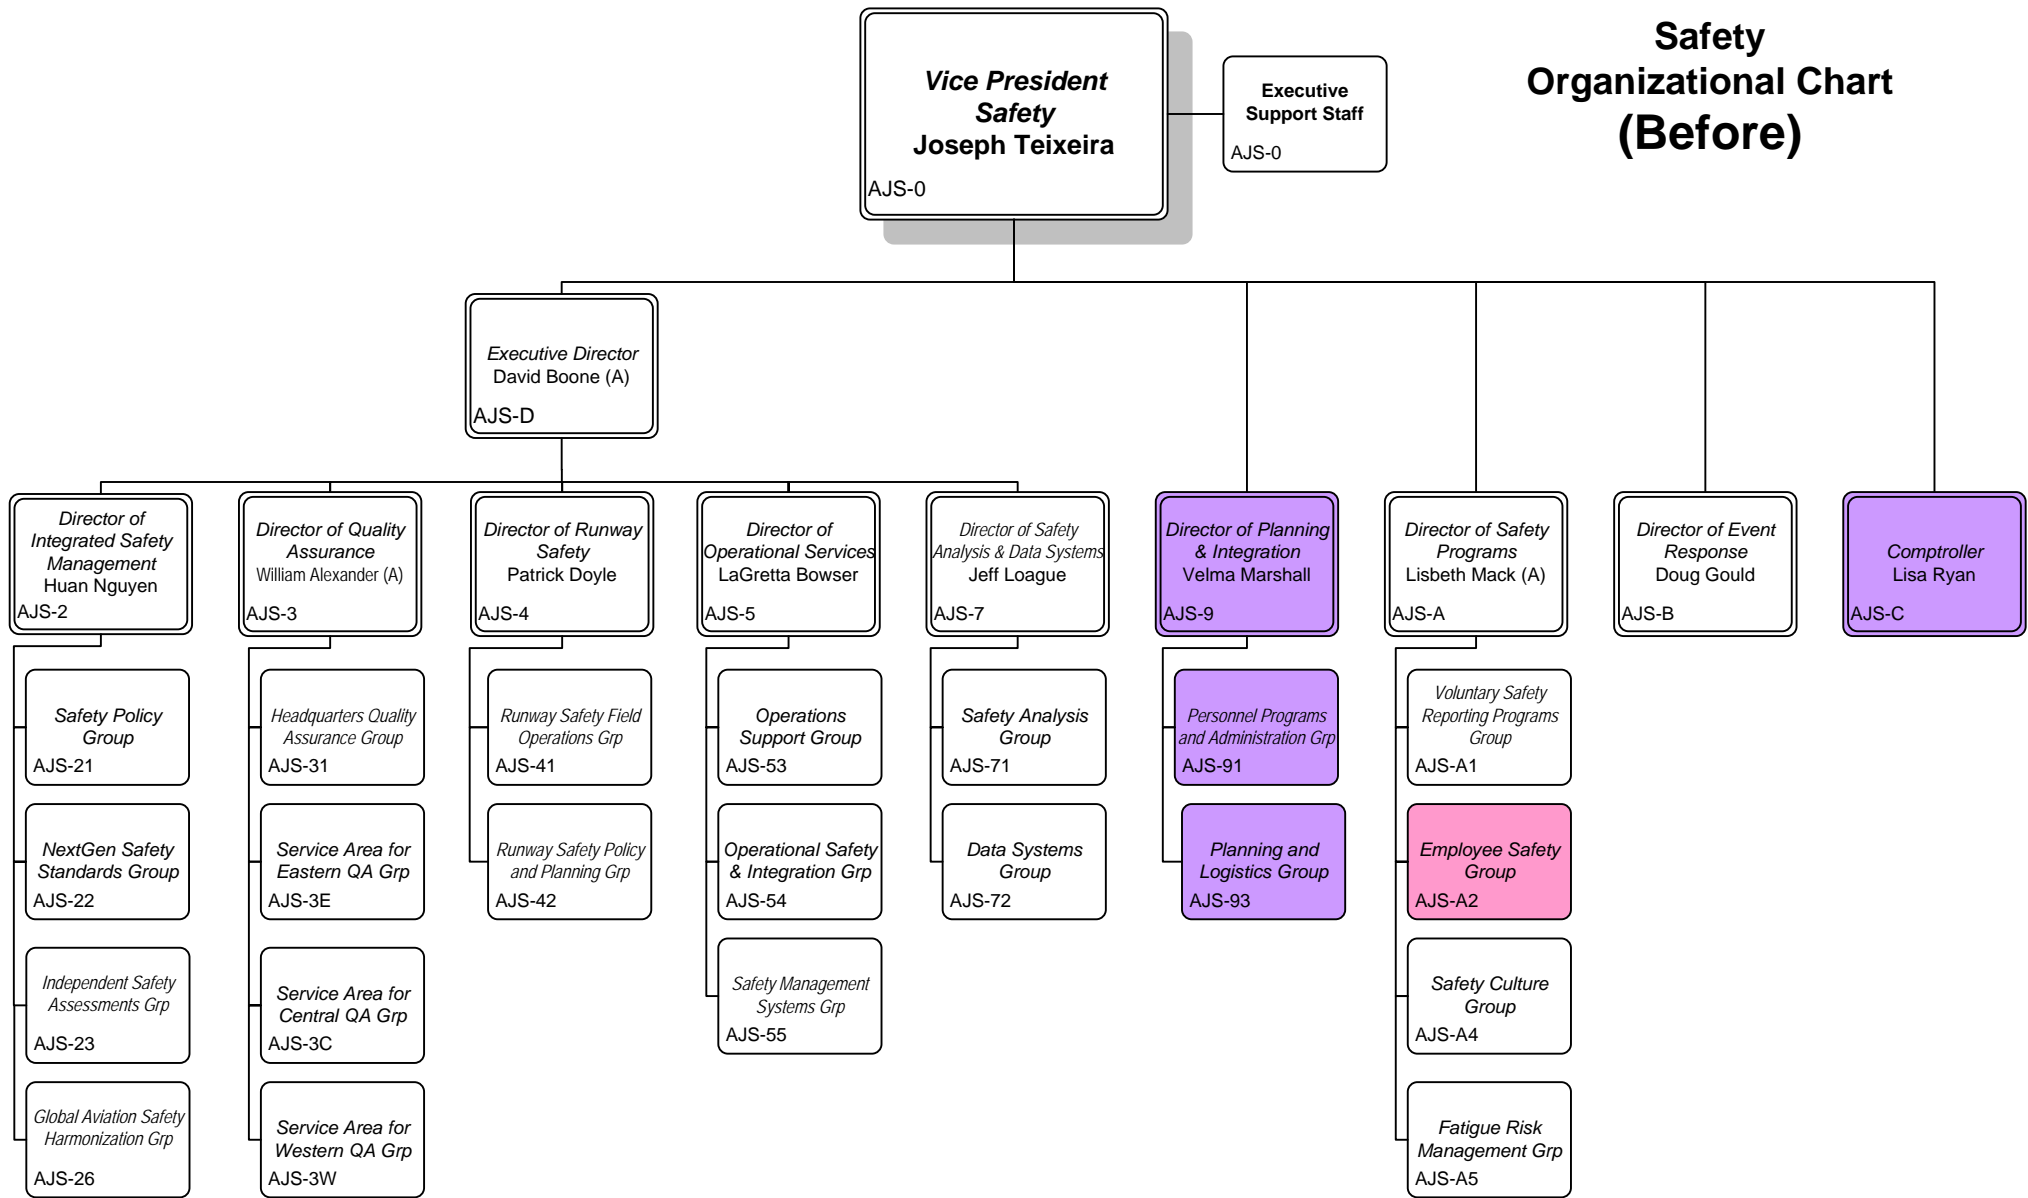 Safety
Organizational Chart
(Before)
Vice President
Safety
Joseph Teixeira
AJS-0
Executive
Support Staff
AJS-0
Executive Director
David Boone (A)
AJS-D
Director of
Integrated Safety
Management
Huan Nguyen
AJS-2
Director of Quality
Assurance
William Alexander (A)
AJS-3
Director of Runway
Safety
Patrick Doyle
AJS-4
Director of
Operational Services
LaGretta Bowser
AJS-5
Director of Safety
Analysis & Data Systems
Jeff Loague
AJS-7
Director of Planning
& Integration
Velma Marshall
AJS-9
Director of Safety
Programs
Lisbeth Mack (A)
AJS-A
Director of Event
Response
Doug Gould
AJS-B
Comptroller
Lisa Ryan
AJS-C
Safety Policy
Group
AJS-21
NextGen Safety
Standards Group
AJS-22
Independent Safety
Assessments Grp
AJS-23
Global Aviation Safety
Harmonization Grp
AJS-26
Headquarters Quality
Assurance Group
AJS-31
Service Area for
Eastern QA Grp
AJS-3E
Service Area for
Central QA Grp
AJS-3C
Service Area for
Western QA Grp
AJS-3W
Runway Safety Field
Operations Grp
AJS-41
Runway Safety Policy
and Planning Grp
AJS-42
Operations
Support Group
AJS-53
Operational Safety
& Integration Grp
AJS-54
Safety Management
Systems Grp
AJS-55
Safety Analysis
Group
AJS-71
Data Systems
Group
AJS-72
Personnel Programs
and Administration Grp
AJS-91
Planning and
Logistics Group
AJS-93
Voluntary Safety
Reporting Programs
Group
AJS-A1
Employee Safety
Group
AJS-A2
Safety Culture
Group
AJS-A4
Fatigue Risk
Management Grp
AJS-A5